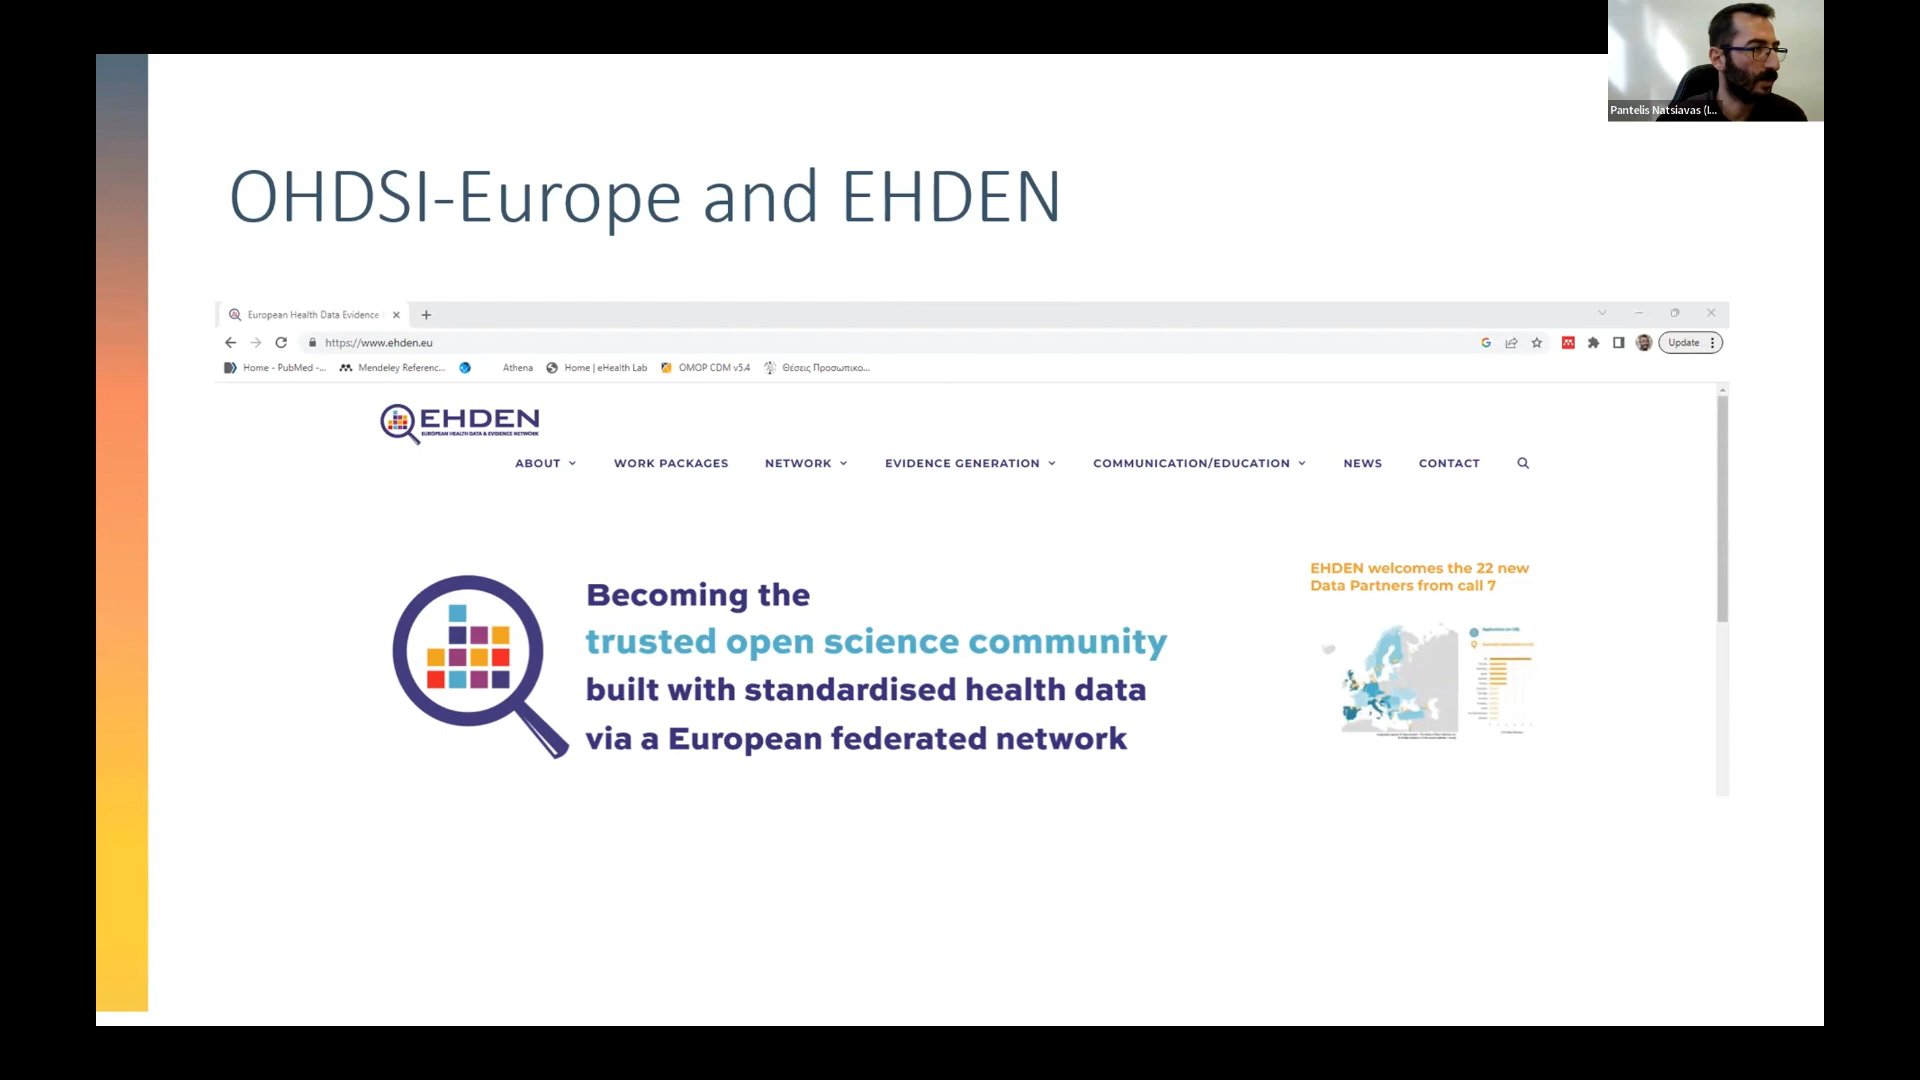 Pantelis Natsiavas (I...
OHDSI-Europe and EHDEN
European Health Data Evidence
https://www.ehden.eu
Update
Home - PubMed -...
Mendeley Referenc...
Athena
Home | eHealth Lab
OMOP CDM v5.4
Θέσεις Προσωπικο...
EHDEN
EUROPEAN HEALTH DATA & EVIDENCE NETWORK
ABOUT
WORK PACKAGES
NETWORK
EVIDENCE GENERATION
COMMUNICATION/EDUCATION
NEWS
CONTACT
Becoming the
trusted open science community
built with standardised health data
via a European federated network
EHDEN welcomes the 22 new
Data Partners from call 7